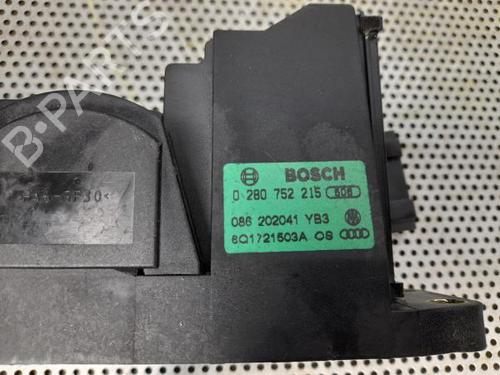 B-PARTS
BOSCH
0 280 752 215 606
086 202041 YB3
6Q1721503A OS